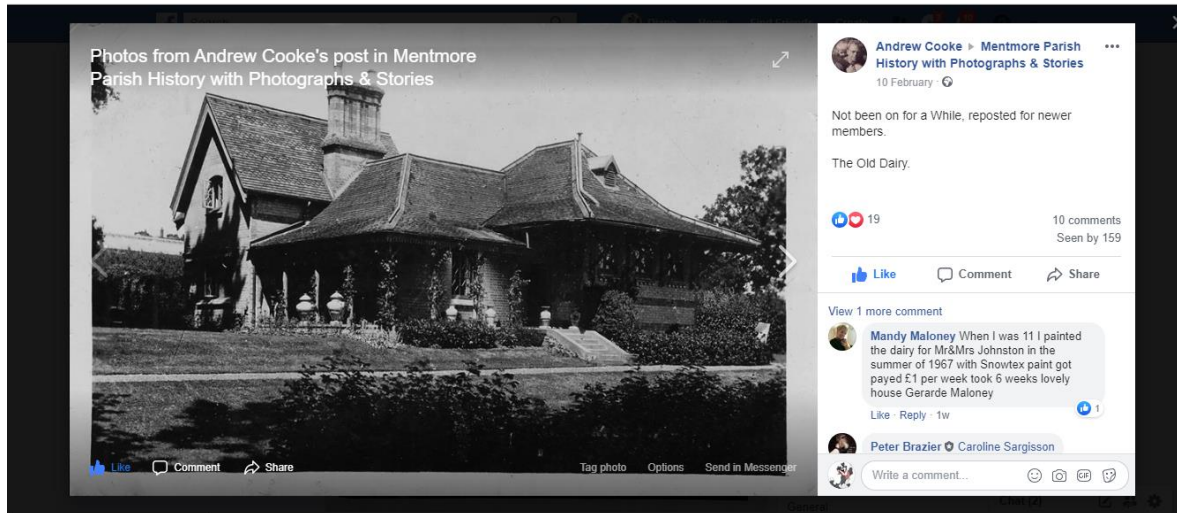 Photos from Andrew Cooke's post in Mentmore
Parish History with Photographs & Stories
Like Comment Share
Tag photo Options Send in Messenger
Andrew Cooke ▸ Mentmore Parish
History with Photographs & Stories
10 February
Not been on for a While, reposted for newer
members.
The Old Dairy.
19
10 comments
Seen by 159
Like Comment Share
View 1 more comment
Mandy Maloney When I was 11 I painted
the dairy for Mr&Mrs Johnston in the
summer of 1967 with Snowtex paint got
payed £1 per week took 6 weeks lovely
house Gerarde Maloney
1
Like · Reply · 1w
Peter Brazier Caroline Sargisson
Write a comment...
GIF
General
Chat (2)